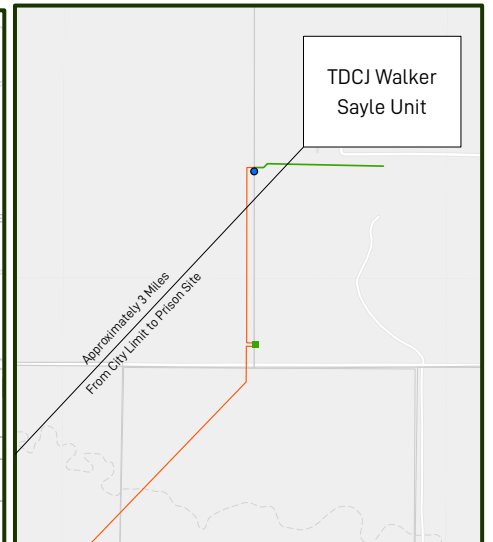 TDCJ Walker
Sayle Unit
Approximately 3 Miles
From City Limit to Prison Site